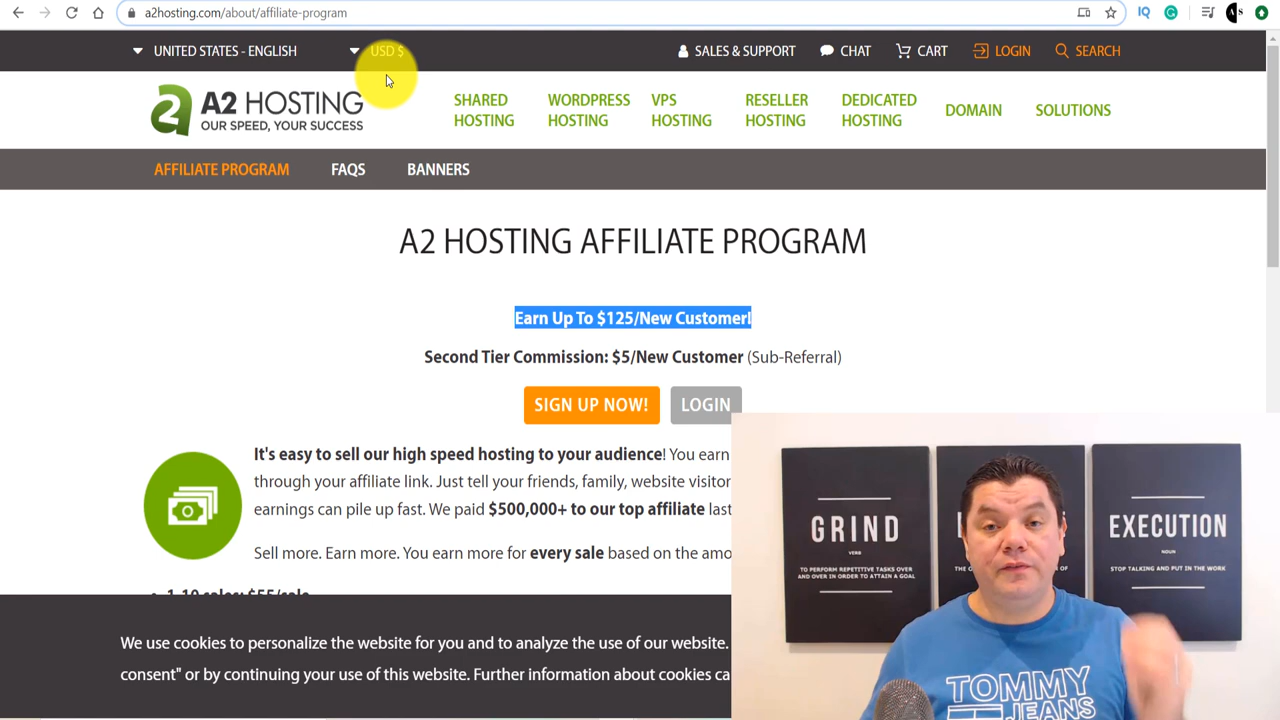 a2hosting.com/about/affiliate-program
UNITED STATES - ENGLISH
USD $
SALES & SUPPORT
CHAT
CART
LOGIN
SEARCH
A2 HOSTING
OUR SPEED, YOUR SUCCESS
SHARED
HOSTING
WORDPRESS
HOSTING
VPS
HOSTING
RESELLER
HOSTING
DEDICATED
HOSTING
DOMAIN
SOLUTIONS
AFFILIATE PROGRAM
FAQS
BANNERS
A2 HOSTING AFFILIATE PROGRAM
Earn Up To $125/New Customer!
Second Tier Commission: $5/New Customer (Sub-Referral)
SIGN UP NOW!
LOGIN
It's easy to sell our high speed hosting to your audience! You earn
through your affiliate link. Just tell your friends, family, website visitor
earnings can pile up fast. We paid $500,000+ to our top affiliate last
Sell more. Earn more. You earn more for every sale based on the amo
1-10 sales: $55/sale
We use cookies to personalize the website for you and to analyze the use of our website.
consent" or by continuing your use of this website. Further information about cookies ca
GRIND
VERB
TO PERFORM REPETITIVE TASKS OVER
AND OVER IN ORDER TO ATTAIN A GOAL
EXECUTION
NOUN
STOP TALKING AND PUT IN THE WORK
TOMMY
JEANS